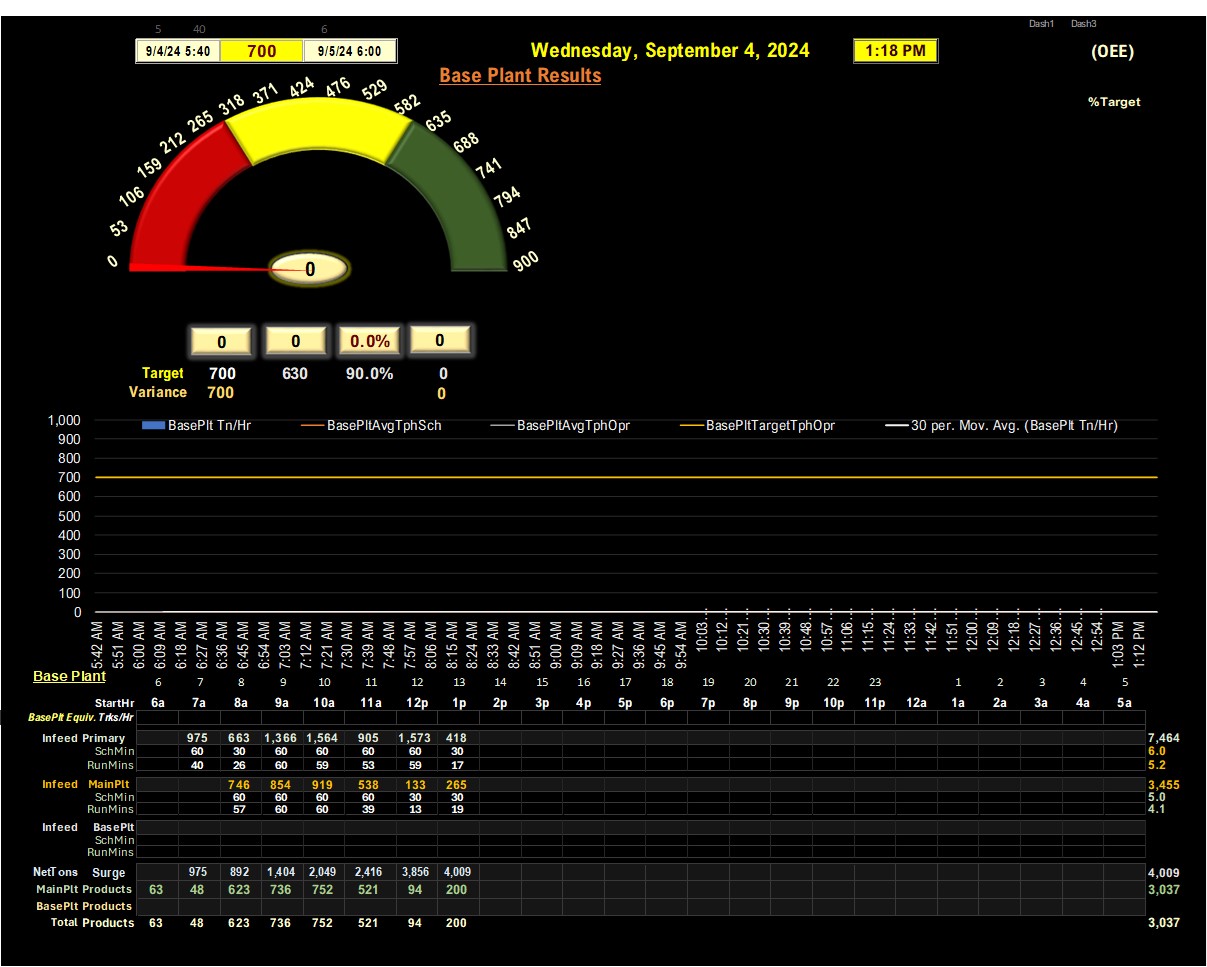 5 40 6 Dash1 Dash3
9/4/24 5:40 700 9/5/24 6:00 Wednesday, September 4, 2024 1:18 PM (OEE)
Base Plant Results
%Target
0 53 106 159 212 265 318 371 424 476 529 582 635 688 741 794 847 900
0
0 0 0.0% 0
Target 700 630 90.0% 0
Variance 700 0
BasePlt Tn/Hr BasePltAvgTphSch BasePltAvgTphOpr BasePltTargetTphOpr 30 per. Mov. Avg. (BasePlt Tn/Hr)
1,000
900
800
700
600
500
400
300
200
100
0
5:42 AM 5:51 AM 6:00 AM 6:09 AM 6:18 AM 6:27 AM 6:36 AM 6:45 AM 6:54 AM 7:03 AM 7:12 AM 7:21 AM 7:30 AM 7:39 AM 7:48 AM 7:57 AM 8:06 AM 8:15 AM 8:24 AM 8:33 AM 8:42 AM 8:51 AM 9:00 AM 9:09 AM 9:18 AM 9:27 AM 9:36 AM 9:45 AM 9:54 AM 10:03… 10:12… 10:21… 10:30… 10:39… 10:48… 10:57… 11:06… 11:15… 11:24… 11:33… 11:42… 11:51… 12:00… 12:09… 12:18… 12:27… 12:36… 12:45… 12:54… 1:03 PM 1:12 PM
Base Plant 6 7 8 9 10 11 12 13 14 15 16 17 18 19 20 21 22 23 1 2 3 4 5
StartHr 6a 7a 8a 9a 10a 11a 12p 1p 2p 3p 4p 5p 6p 7p 8p 9p 10p 11p 12a 1a 2a 3a 4a 5a
BasePlt Equiv. Trks/Hr
Infeed Primary 975 663 1,366 1,564 905 1,573 418 7,464
SchMin 60 30 60 60 60 60 30 6.0
RunMins 40 26 60 59 53 59 17 5.2
Infeed MainPlt 746 854 919 538 133 265 3,455
SchMin 60 60 60 60 30 30 5.0
RunMins 57 60 60 39 13 19 4.1
Infeed BasePlt
SchMin
RunMins
NetTons Surge 975 892 1,404 2,049 2,416 3,856 4,009 4,009
MainPlt Products 63 48 623 736 752 521 94 200 3,037
BasePlt Products
Total Products 63 48 623 736 752 521 94 200 3,037